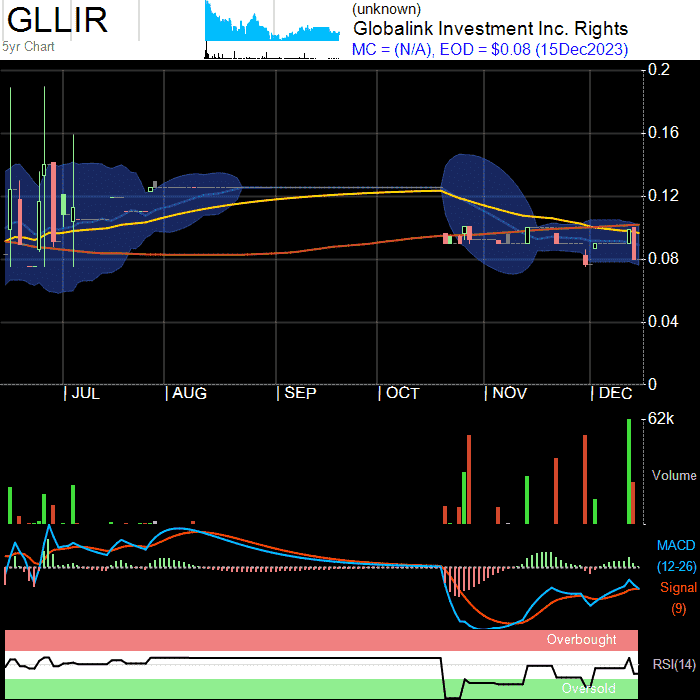 GLLIR
5yr Chart
(unknown)
Globalink Investment Inc. Rights
MC = (N/A), EOD = $0.08 (15Dec2023)
0.2
0.16
0.12
0.08
0.04
0
| JUL | AUG | SEP | OCT | NOV | DEC
62k
Volume
MACD
(12-26)
Signal
(9)
Overbought
RSI(14)
Oversold